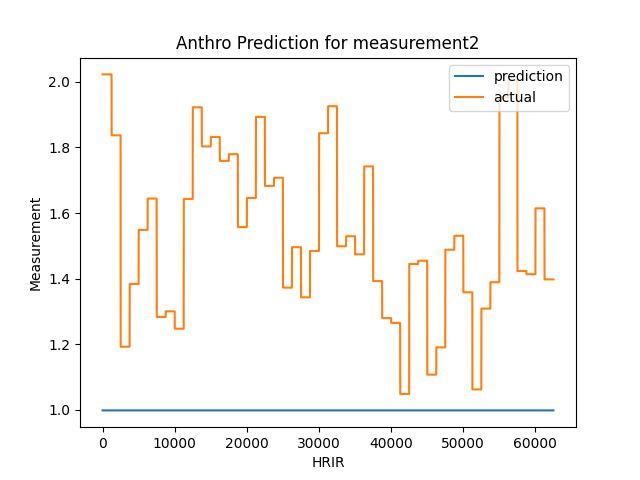 Anthro Prediction for measurement2
prediction
actual
Measurement
2.0
1.8
1.6
1.4
1.2
1.0
0 10000 20000 30000 40000 50000 60000
HRIR